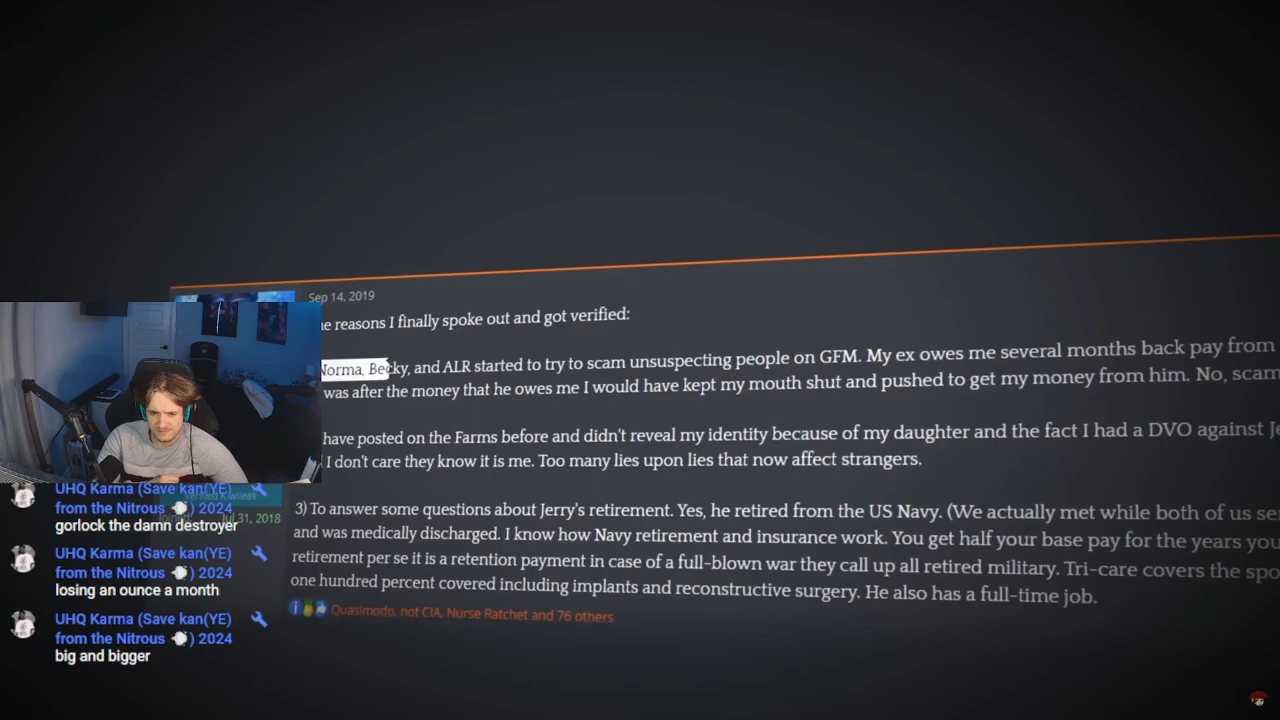 Sep 14, 2019
e reasons I finally spoke out and got verified:
Norma, Becky, and ALR started to try to scam unsuspecting people on GFM. My ex owes me several months back pay from
was after the money that he owes me I would have kept my mouth shut and pushed to get my money from him. No, scam
have posted on the Farms before and didn't reveal my identity because of my daughter and the fact I had a DVO against Je
I don't care they know it is me. Too many lies upon lies that now affect strangers.
3) To answer some questions about Jerry's retirement. Yes, he retired from the US Navy. (We actually met while both of us se
and was medically discharged. I know how Navy retirement and insurance work. You get half your base pay for the years you
retirement per se it is a retention payment in case of a full-blown war they call up all retired military. Tri-care covers the spo
one hundred percent covered including implants and reconstructive surgery. He also has a full-time job.
Quasimodo, not CIA, Nurse Ratchet and 76 others
Verified Kiwileak
Joined: Jul 31, 2018
UHQ Karma (Save kan(YE)
from the Nitrous ) 2024
gorlock the damn destroyer
UHQ Karma (Save kan(YE)
from the Nitrous ) 2024
losing an ounce a month
UHQ Karma (Save kan(YE)
from the Nitrous ) 2024
big and bigger